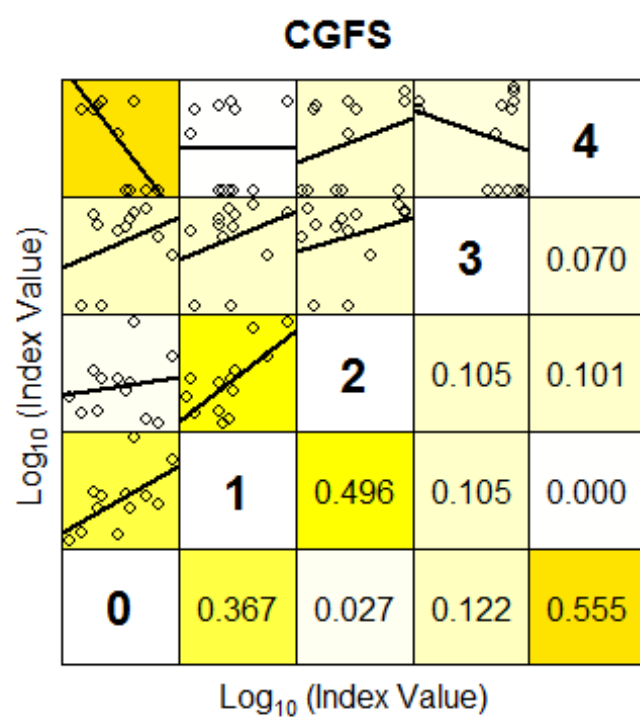 CGFS
4
3 0.070
2 0.105 0.101
1 0.496 0.105 0.000
0 0.367 0.027 0.122 0.555
Log₁₀ (Index Value)
Log₁₀ (Index Value)